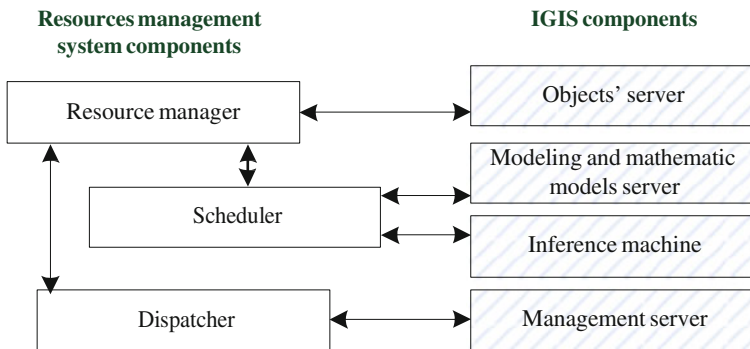 Resources management
system components
IGIS components
Resource manager
Objects’ server
Modeling and mathematic
models server
Scheduler
Inference machine
Dispatcher
Management server